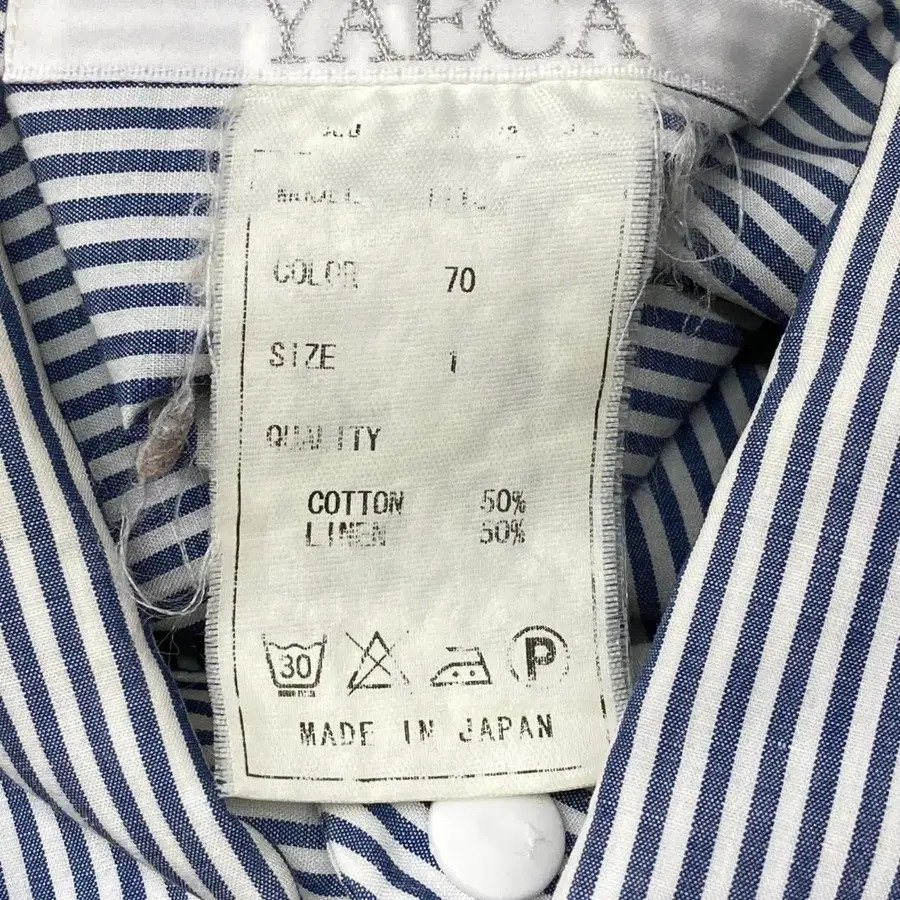 YAECA
COLOR 70
SIZE 1
QUALITY
COTTON 50%
LINEN 50%
30
P
MADE IN JAPAN